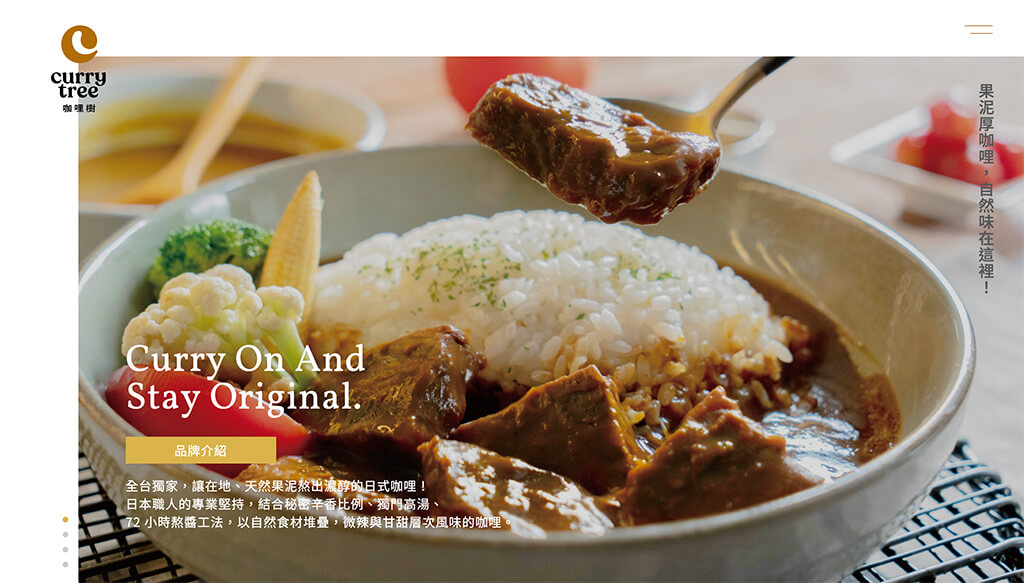 curry
tree
咖哩樹
果泥厚咖哩，自然味在這裡！
Curry On And
Stay Original.
品牌介紹
全台獨家，讓在地、天然果泥熬出濃醇的日式咖哩！
日本職人的專業堅持，結合秘密辛香比例、獨門高湯、
72 小時熬醬工法，以自然食材堆疊，微辣與甘甜層次風味的咖哩。